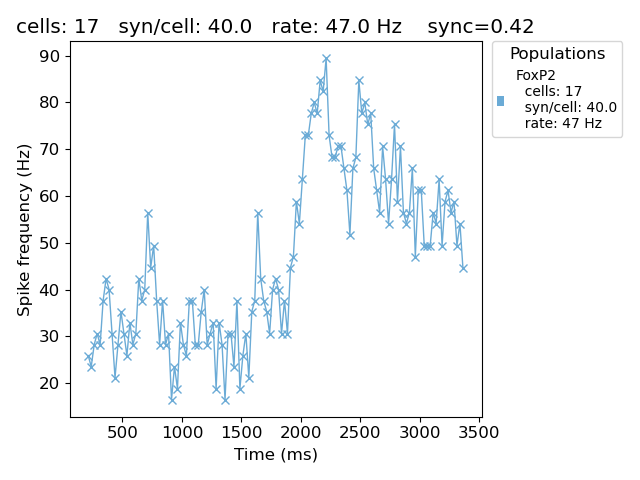 cells: 17   syn/cell: 40.0   rate: 47.0 Hz    sync=0.42
Populations
FoxP2
cells: 17
syn/cell: 40.0
rate: 47 Hz
Spike frequency (Hz)
90
80
70
60
50
40
30
20
500 1000 1500 2000 2500 3000 3500
Time (ms)